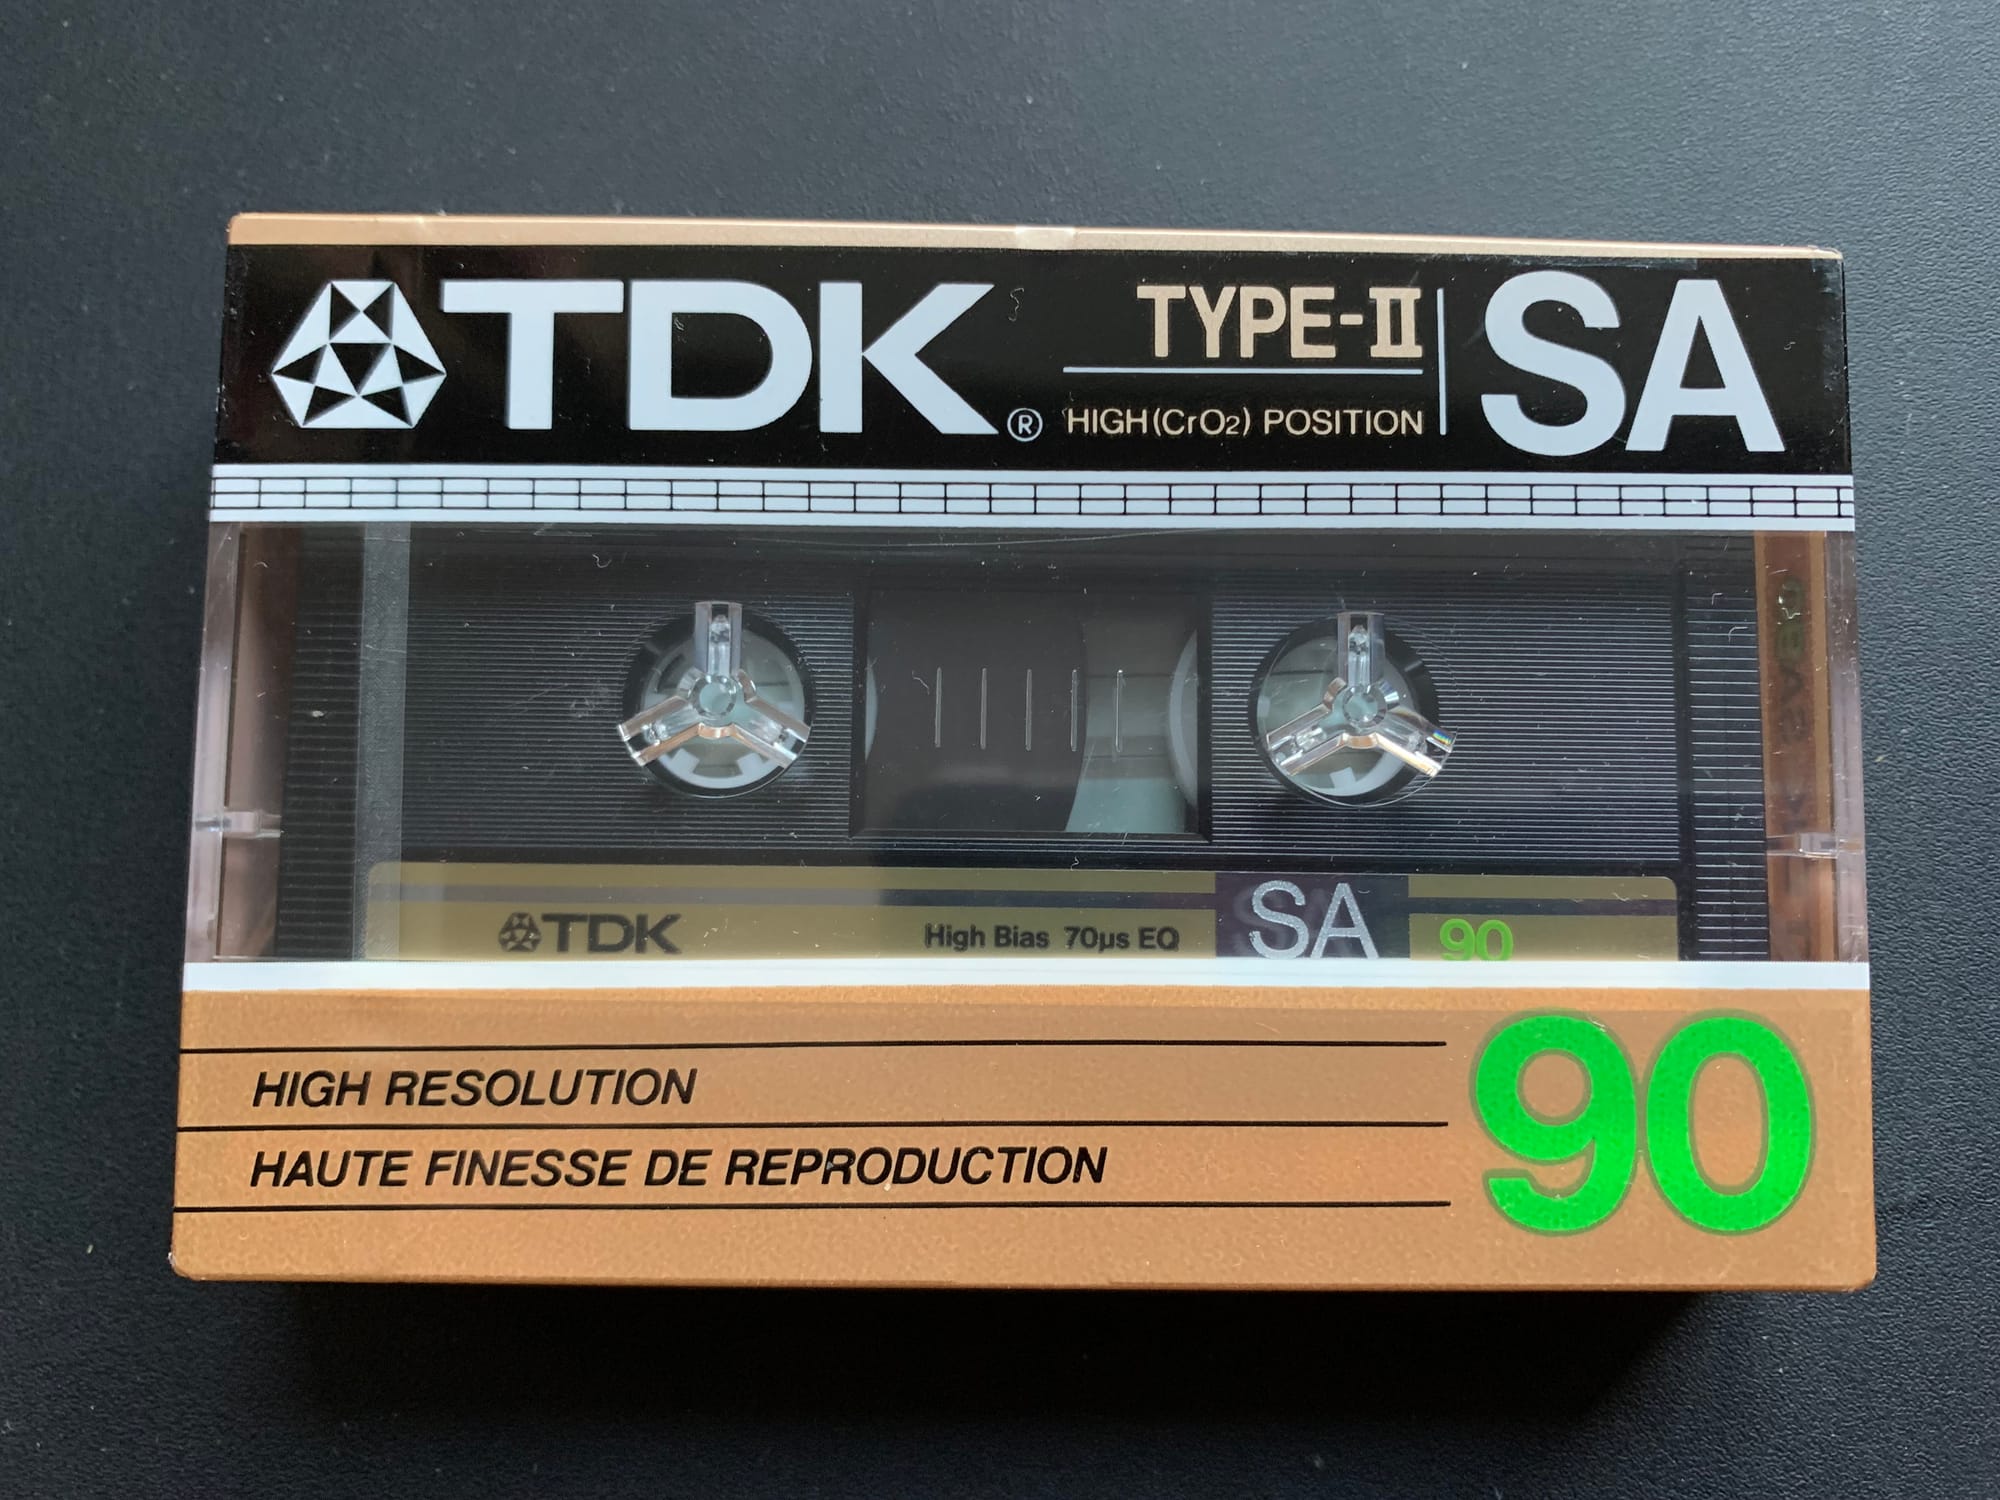 TDK® TYPE-II SA
HIGH (CrO2) POSITION
TDK High Bias 70µs EQ SA 90
HIGH RESOLUTION
HAUTE FINESSE DE REPRODUCTION
90